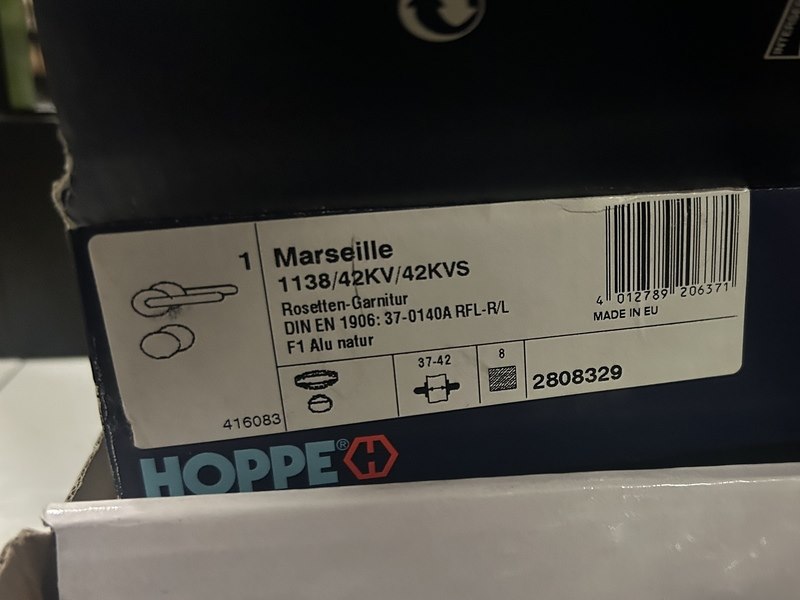 1
Marseille
1138/42KV/42KVS
Rosetten-Garnitur
DIN EN 1906: 37-0140A RFL-R/L
F1 Alu natur
4 012789 206371
MADE IN EU
416083
37-42
8
2808329
HOPPE®